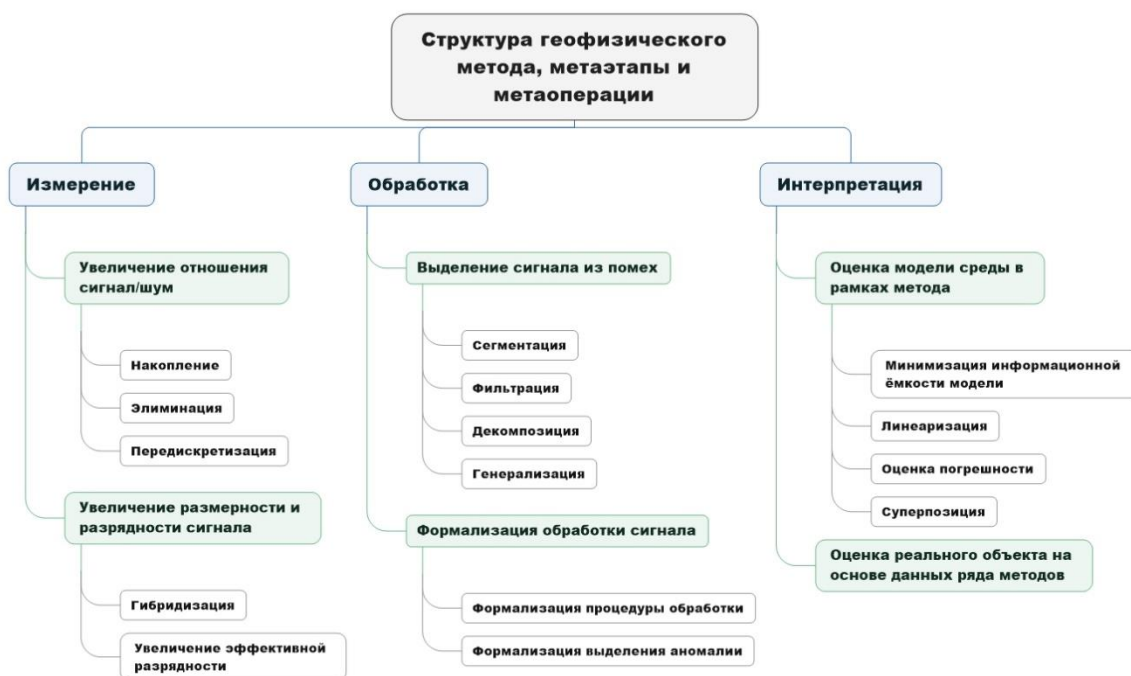 Структура геофизического
метода, метаэтапы и
метаоперации
Измерение
Увеличение отношения
сигнал/шум
Накопление
Элиминация
Передискретизация
Увеличение размерности и
разрядности сигнала
Гибридизация
Увеличение эффективной
разрядности
Обработка
Выделение сигнала из помех
Сегментация
Фильтрация
Декомпозиция
Генерализация
Формализация обработки сигнала
Формализация процедуры обработки
Формализация выделения аномалии
Интерпретация
Оценка модели среды в
рамках метода
Минимизация информационной
ёмкости модели
Линеаризация
Оценка погрешности
Суперпозиция
Оценка реального объекта на
основе данных ряда методов